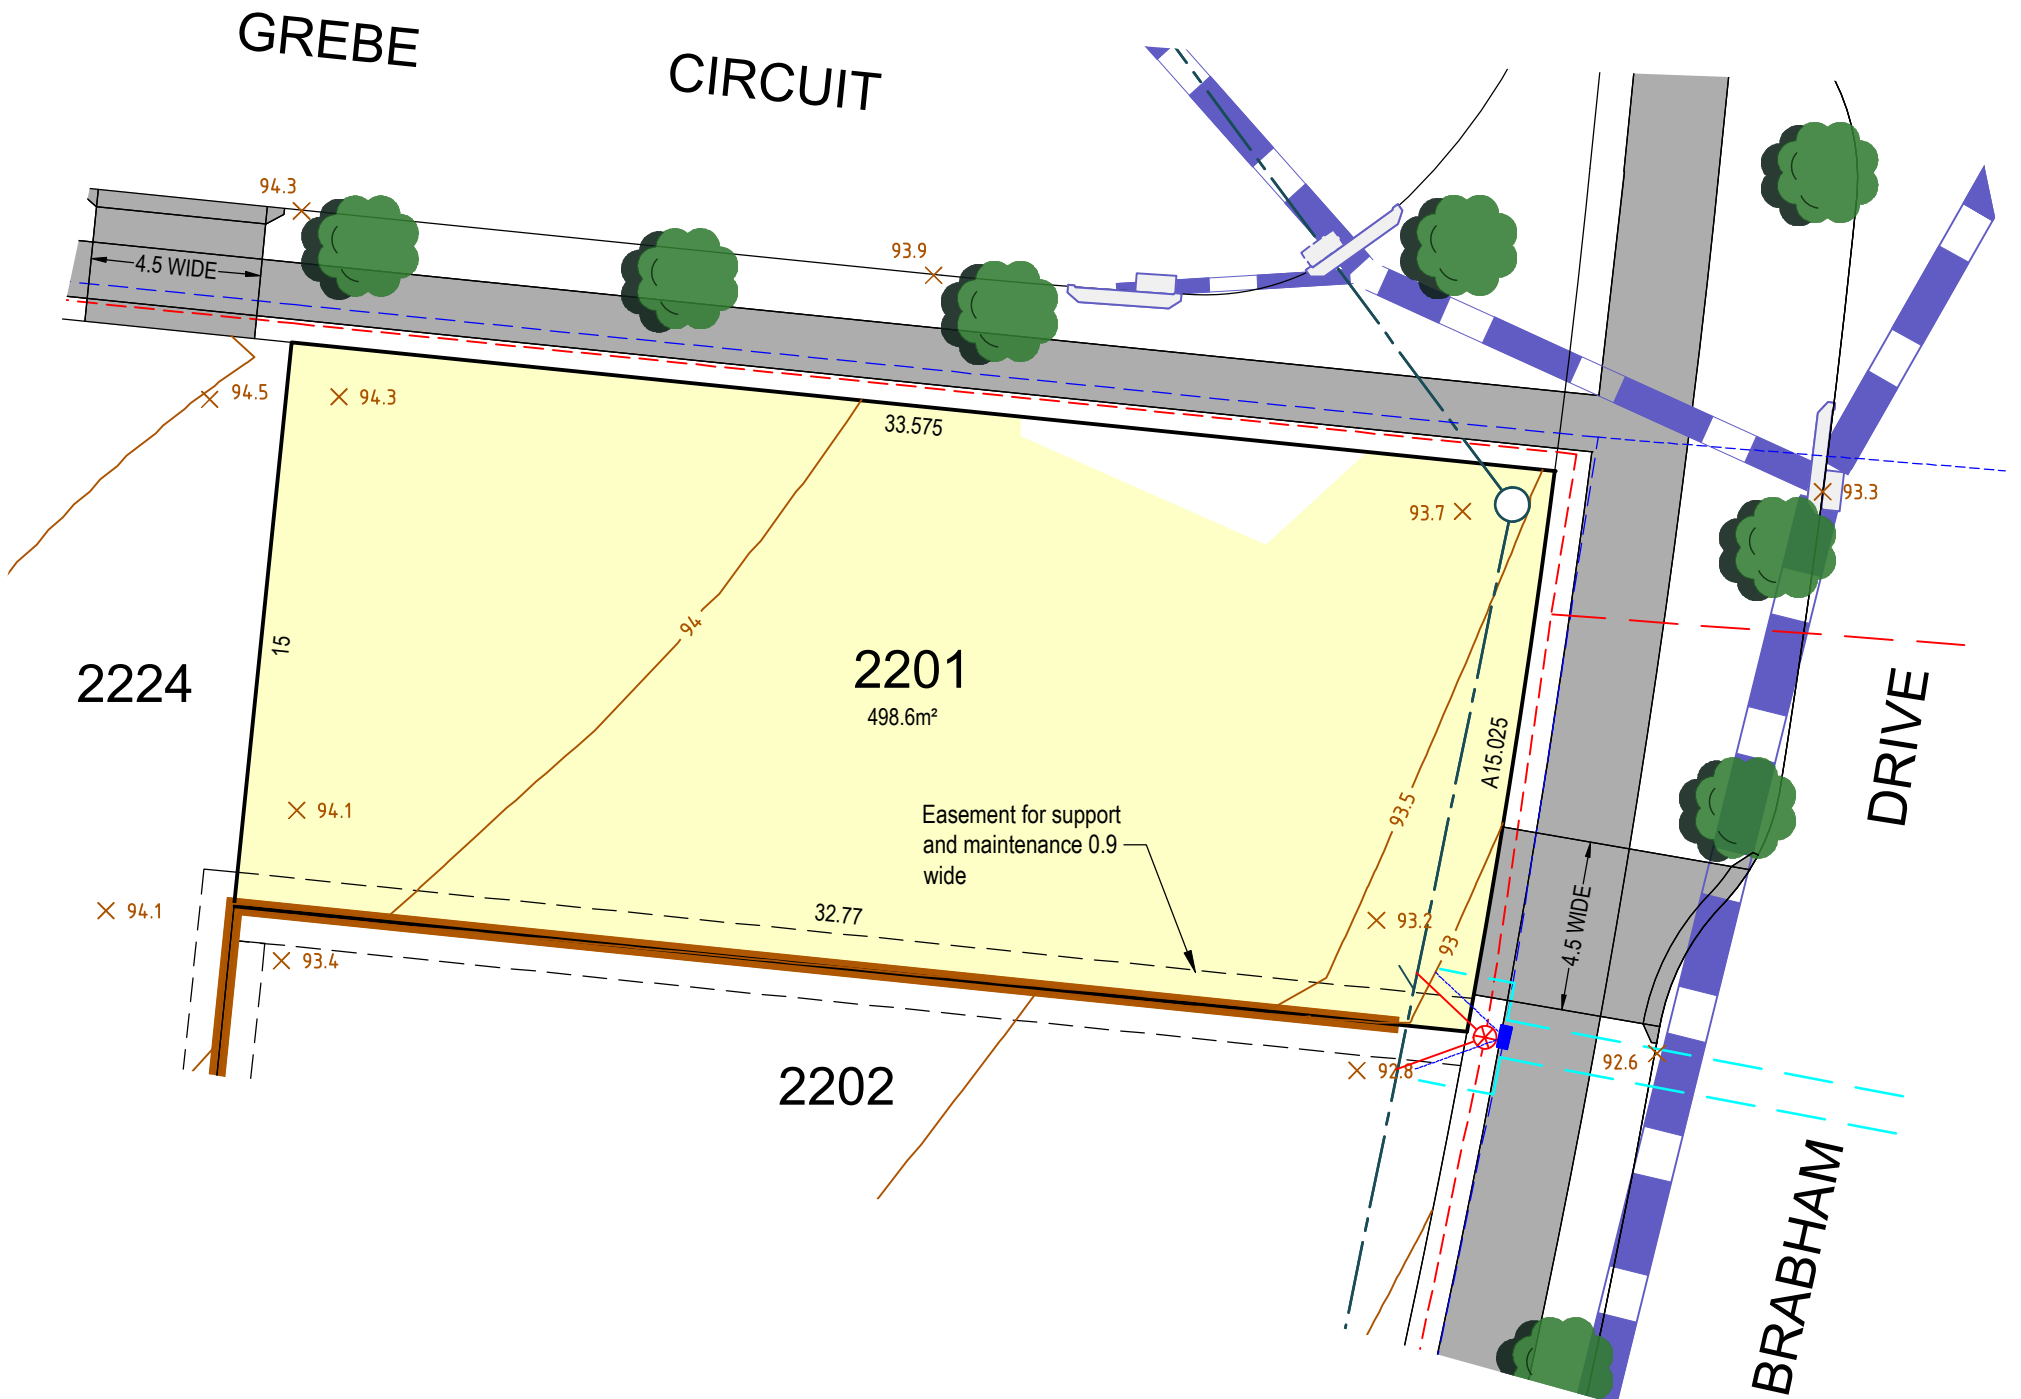 GREBE CIRCUIT
94.3
93.9
4.5 WIDE
94.5
94.3
33.575
93.7
93.3
15
94
2224
2201
498.6m²
DRIVE
A15.025
93.5
94.1
Easement for support
and maintenance 0.9
wide
94.1
32.77
93.2
93
4.5 WIDE
93.4
92.8
92.6
2202
BRABHAM